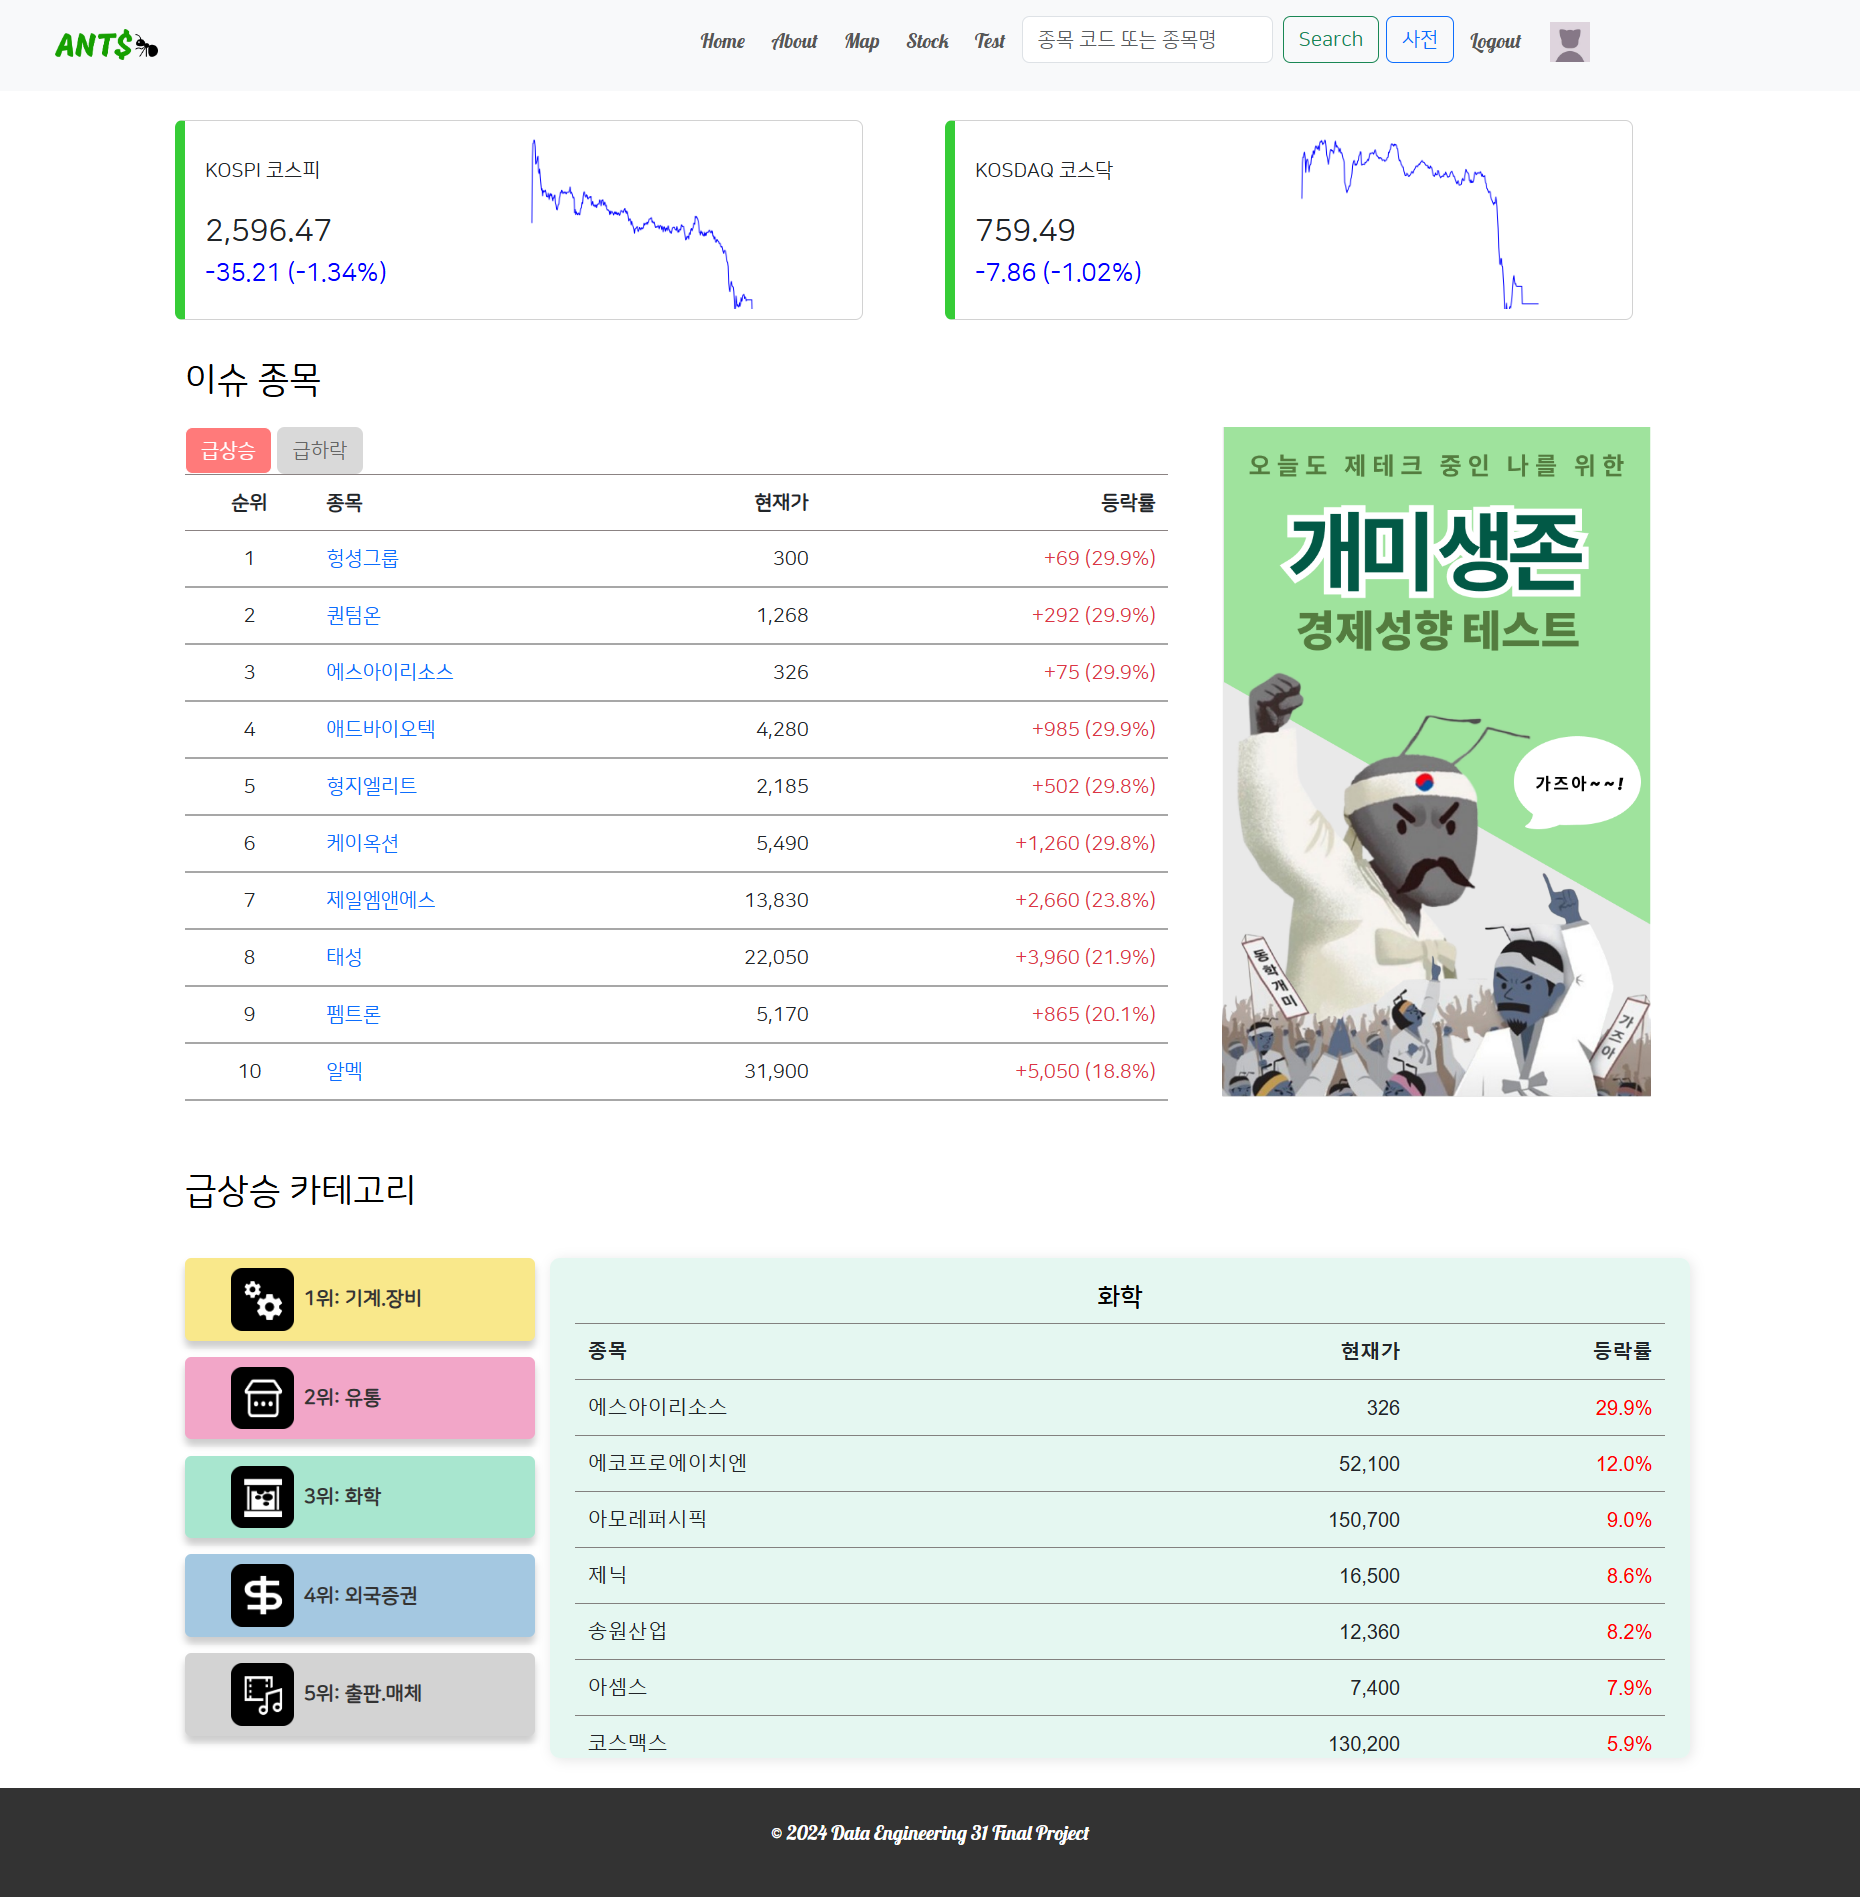 ANT$
Home About Map Stock Test 종목 코드 또는 종목명 Search 사전 Logout
KOSPI 코스피
2,596.47
-35.21 (-1.34%)
KOSDAQ 코스닥
759.49
-7.86 (-1.02%)
이슈 종목
급상승 급하락
순위 종목 현재가 등락률
1 헝셩그룹 300 +69 (29.9%)
2 퀀텀온 1,268 +292 (29.9%)
3 에스아이리소스 326 +75 (29.9%)
4 애드바이오텍 4,280 +985 (29.9%)
5 형지엘리트 2,185 +502 (29.8%)
6 케이옥션 5,490 +1,260 (29.8%)
7 제일엠앤에스 13,830 +2,660 (23.8%)
8 태성 22,050 +3,960 (21.9%)
9 펨트론 5,170 +865 (20.1%)
10 알멕 31,900 +5,050 (18.8%)
오늘도 제테크 중인 나를 위한
개미 생존
경제성향 테스트
가즈아~~!
동학개미
가즈아
급상승 카테고리
1위: 기계.장비
2위: 유통
3위: 화학
4위: 외국증권
5위: 출판.매체
화학
종목 현재가 등락률
에스아이리소스 326 29.9%
에코프로에이치엔 52,100 12.0%
아모레퍼시픽 150,700 9.0%
제닉 16,500 8.6%
송원산업 12,360 8.2%
아셈스 7,400 7.9%
코스맥스 130,200 5.9%
© 2024 Data Engineering 31 Final Project